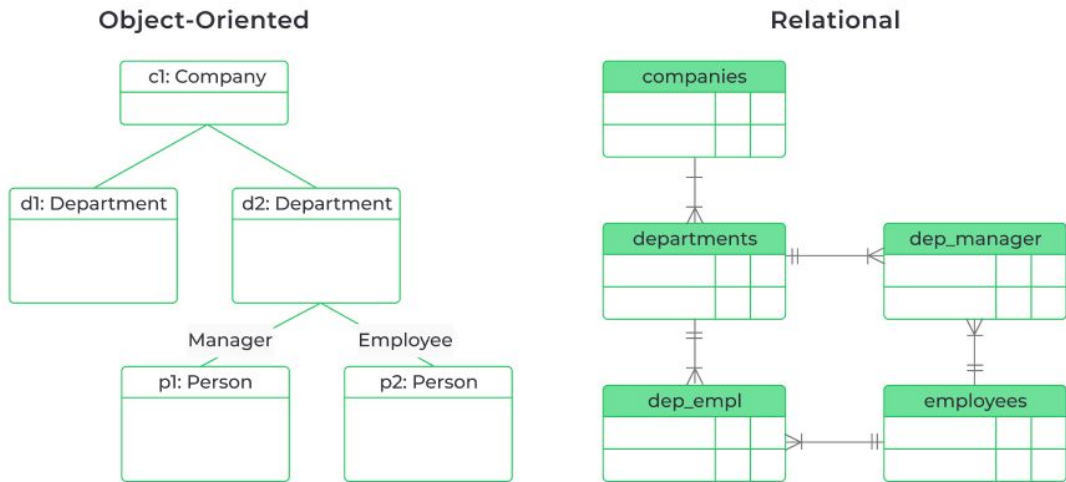 Object-Oriented
c1: Company
d1: Department
d2: Department
Manager
Employee
p1: Person
p2: Person
Relational
companies
departments
dep_manager
dep_empl
employees